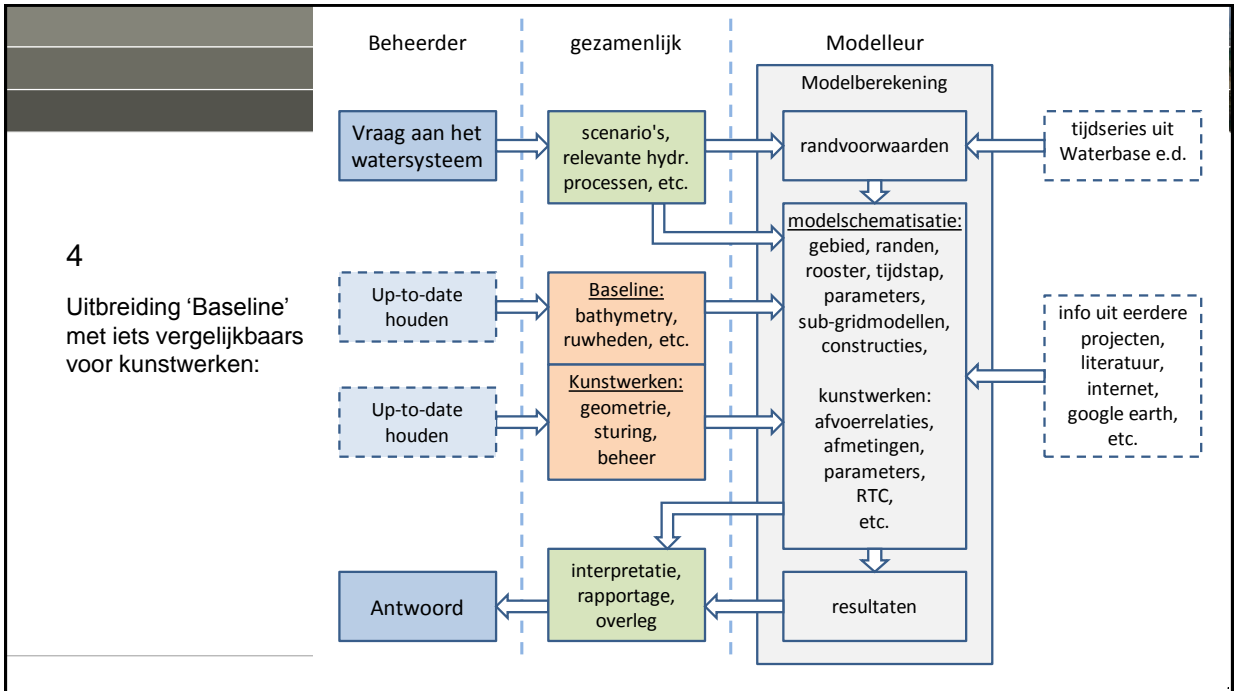 Beheerder
gezamenlijk
Modelleur
Modelberekening
Vraag aan het
watersysteem
scenario's,
relevante hydr.
processen, etc.
randvoorwaarden
tijdseries uit
Waterbase e.d.
4
Uitbreiding ‘Baseline’
met iets vergelijkbaars
voor kunstwerken:
Up-to-date
houden
Baseline:
bathymetry,
ruwheden, etc.
Up-to-date
houden
Kunstwerken:
geometrie,
sturing,
beheer
modelschematisatie:
gebied, randen,
rooster, tijdstap,
parameters,
sub-gridmodellen,
constructies,
kunstwerken:
afvoerrelaties,
afmetingen,
parameters,
RTC,
etc.
info uit eerdere
projecten,
literatuur,
internet,
google earth,
etc.
Antwoord
interpretatie,
rapportage,
overleg
resultaten